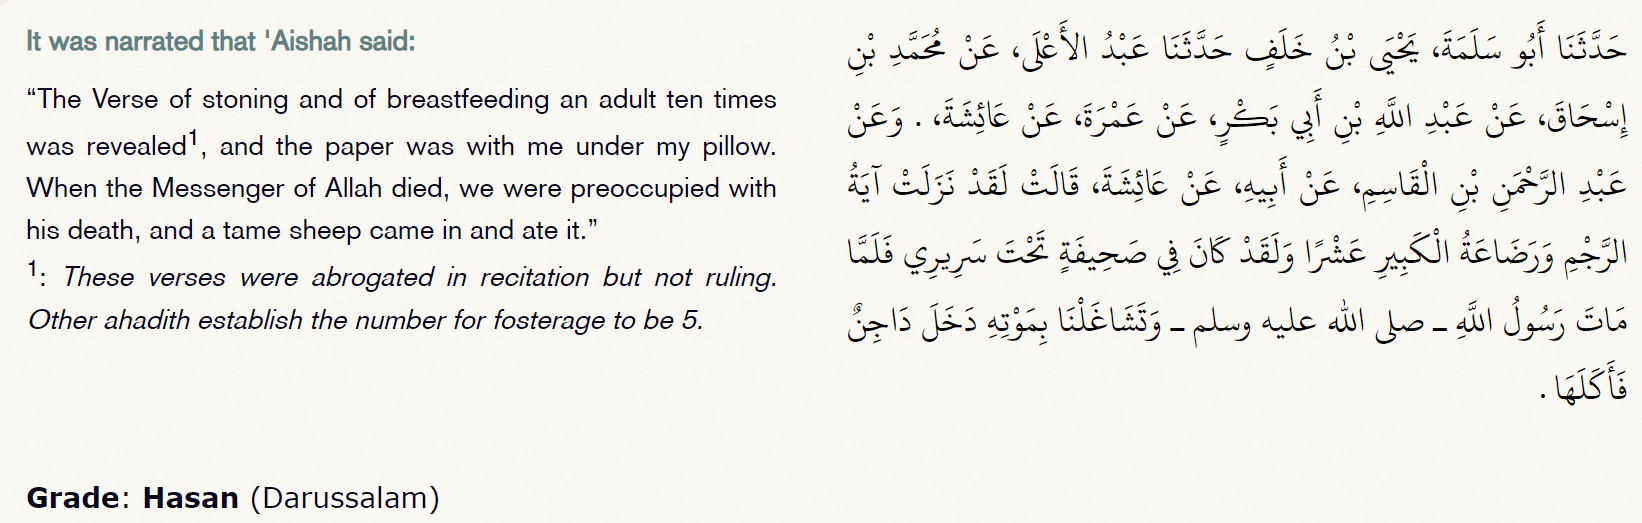 It was narrated that 'Aishah said:
“The Verse of stoning and of breastfeeding an adult ten times
was revealed1, and the paper was with me under my pillow.
When the Messenger of Allah died, we were preoccupied with
his death, and a tame sheep came in and ate it.”
1: These verses were abrogated in recitation but not ruling.
Other ahadith establish the number for fosterage to be 5.
حَدَّثَنَا أَبُو سَلَمَةَ، يَحْيَى بْنُ خَلَفٍ حَدَّثَنَا عَبْدُ الأَعْلَى، عَنْ مُحَمَّدِ بْنِ
إِسْحَاقَ، عَنْ عَبْدِ اللَّهِ بْنِ أَبِي بَكْرٍ، عَنْ عَمْرَةَ، عَنْ عَائِشَةَ، . وَعَنْ
عَبْدِ الرَّحْمَنِ بْنِ الْقَاسِمِ، عَنْ أَبِيهِ، عَنْ عَائِشَةَ، قَالَتْ لَقَدْ نَزَلَتْ آيَةُ
الرَّجْمِ وَرَضَاعَةُ الْكَبِيرِ عَشْرًا وَلَقَدْ كَانَ فِي صَحِيفَةٍ تَحْتَ سَرِيرِي فَلَمَّا
مَاتَ رَسُولُ اللَّهِ ـ صلى الله عليه وسلم ـ وَتَشَاغَلْنَا بِمَوْتِهِ دَخَلَ دَاجِنٌ
فَأَكَلَهَا .
Grade: Hasan (Darussalam)